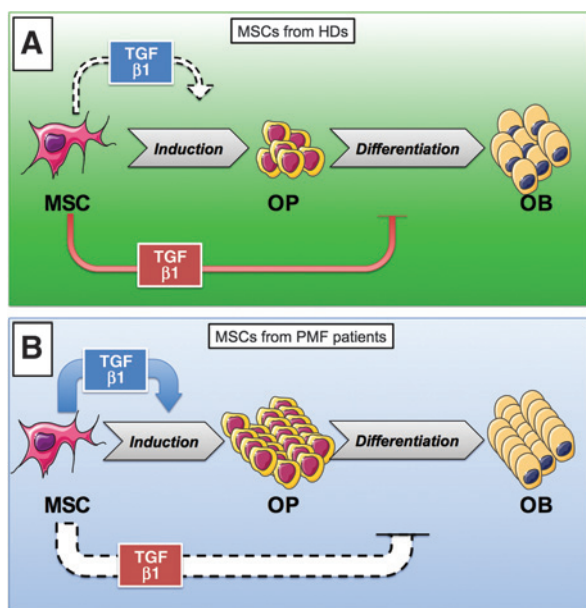 A
MSCs from HDs
TGF
β1
Induction
Differentiation
MSC
OP
OB
TGF
β1
B
MSCs from PMF patients
TGF
β1
Induction
Differentiation
MSC
OP
OB
TGF
β1